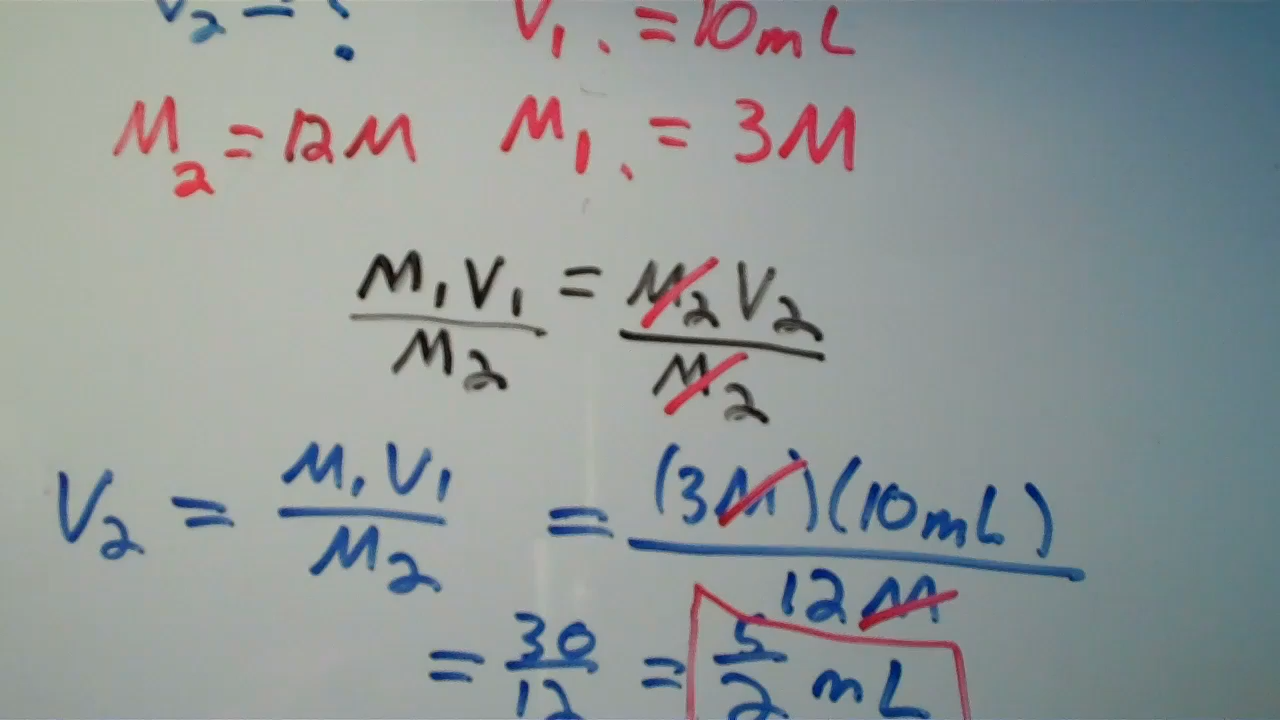 V₂ = ? V₁. = 10mL
M₂ = 12M M₁. = 3M
M₁V₁/M₂ = M₂V₂/M₂
V₂ = M₁V₁/M₂ = (3M)(10mL)/12M
= 30/12 = 5/2 mL